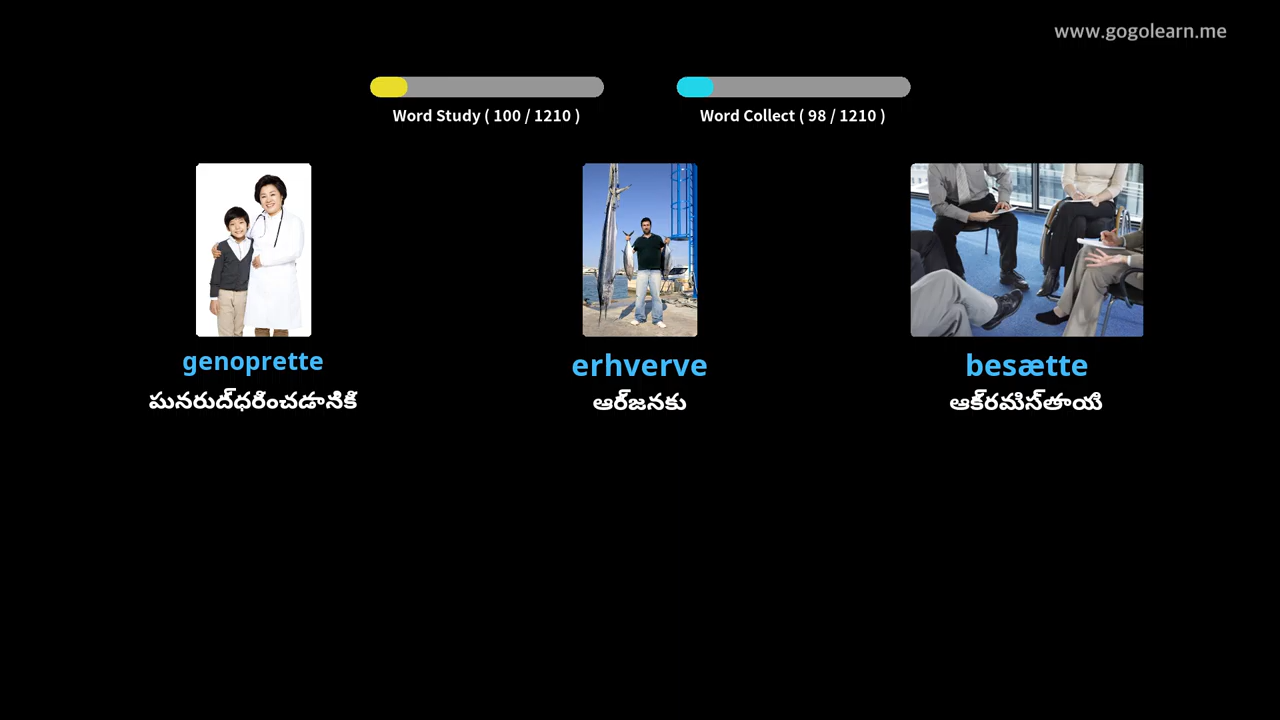 www.gogolearn.me
Word Study ( 100 / 1210 )
Word Collect ( 98 / 1210 )
genoprette
erhverve
besætte
పునరుద్ధరించడానికి
ఆర్జనకు
ఆక్రమిస్తాయి